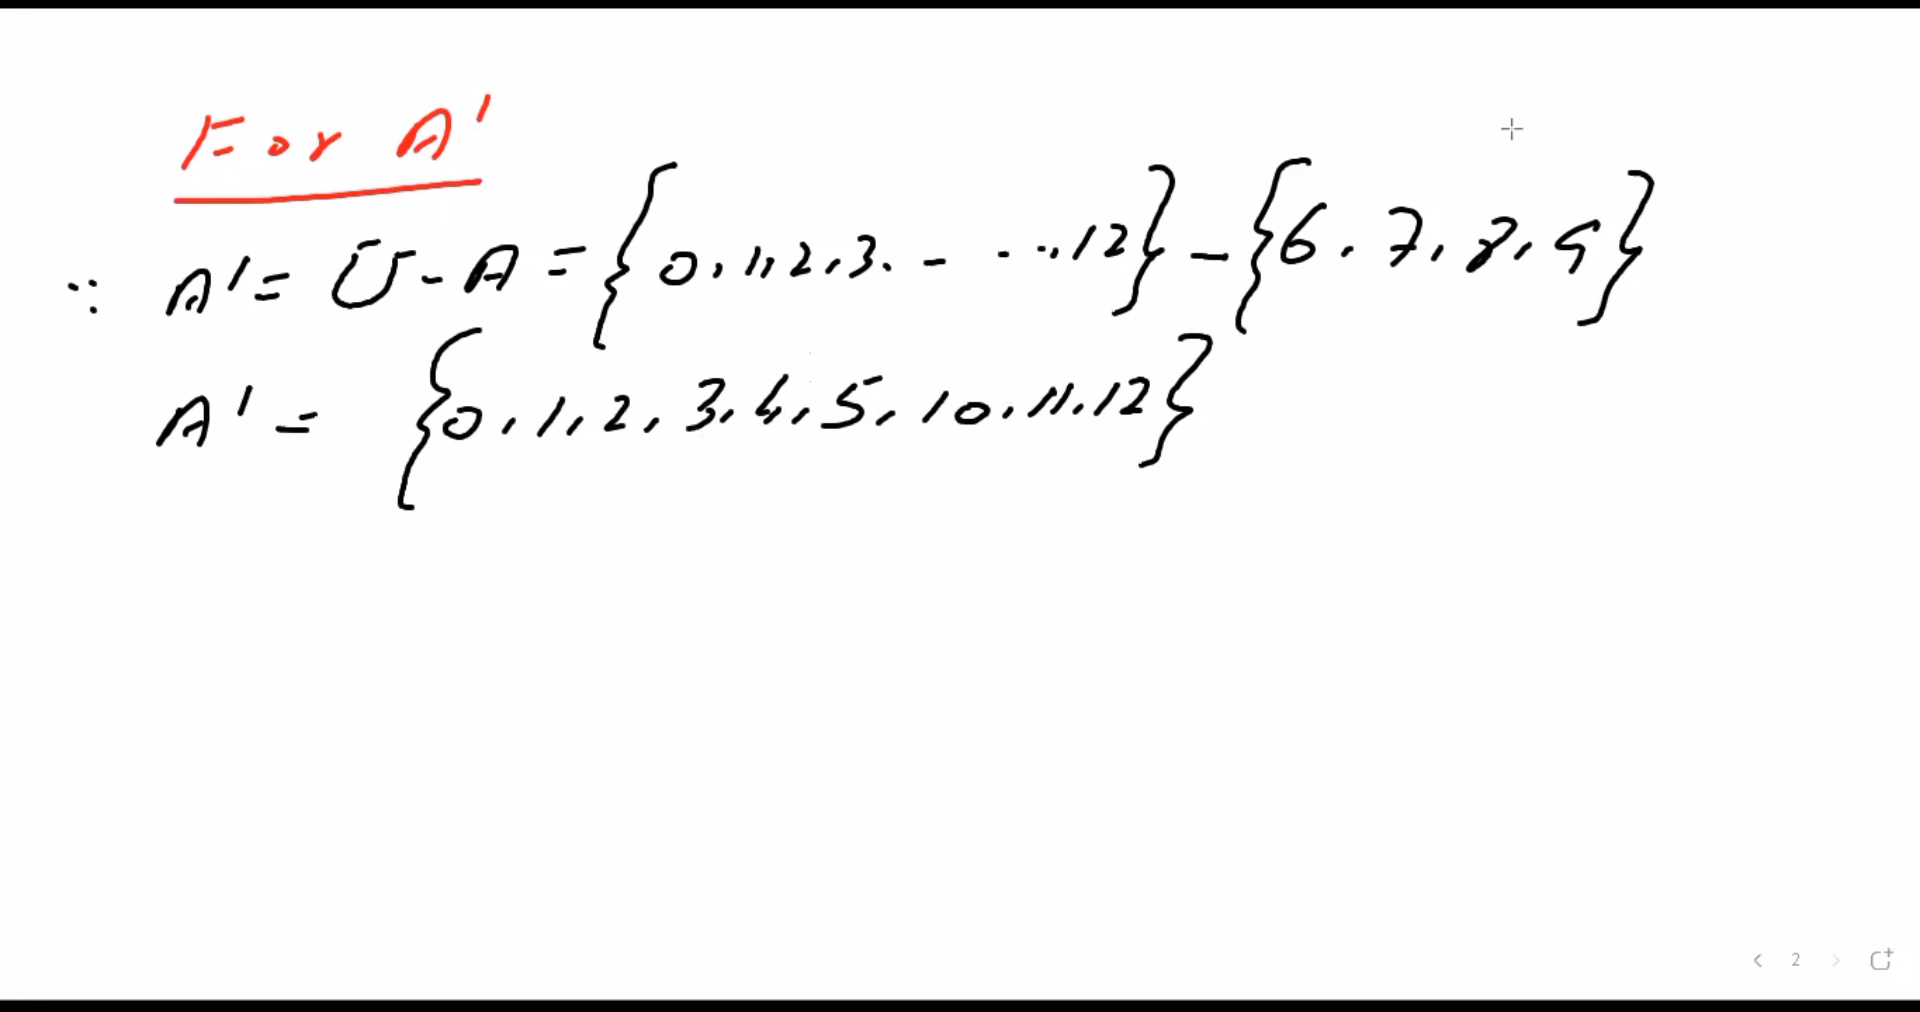 For A'
∵ A' = U - A = {0, 1, 2, 3, - - - .., 12} - {6, 7, 8, 9}
A' = {0, 1, 2, 3, 4, 5, 10, 11, 12}
< 2 >